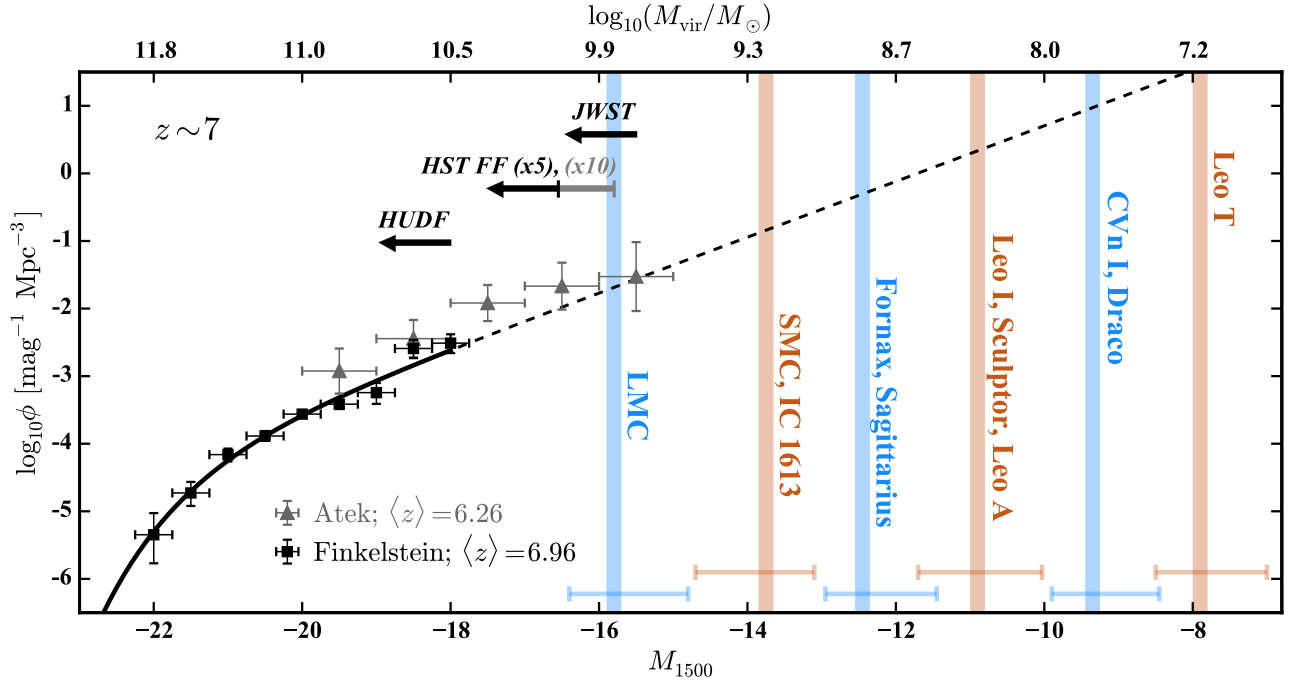 log₁₀(M_vir/M_⊙)
11.8 11.0 10.5 9.9 9.3 8.7 8.0 7.2
z∼7
JWST
HST FF (x5), (x10)
HUDF
LMC
SMC, IC 1613
Fornax, Sagittarius
Leo I, Sculptor, Leo A
CVn I, Draco
Leo T
Atek; ⟨z⟩=6.26
Finkelstein; ⟨z⟩=6.96
log₁₀ϕ [mag⁻¹ Mpc⁻³]
1
0
-1
-2
-3
-4
-5
-6
−22 −20 −18 −16 −14 −12 −10 −8
M₁₅₀₀